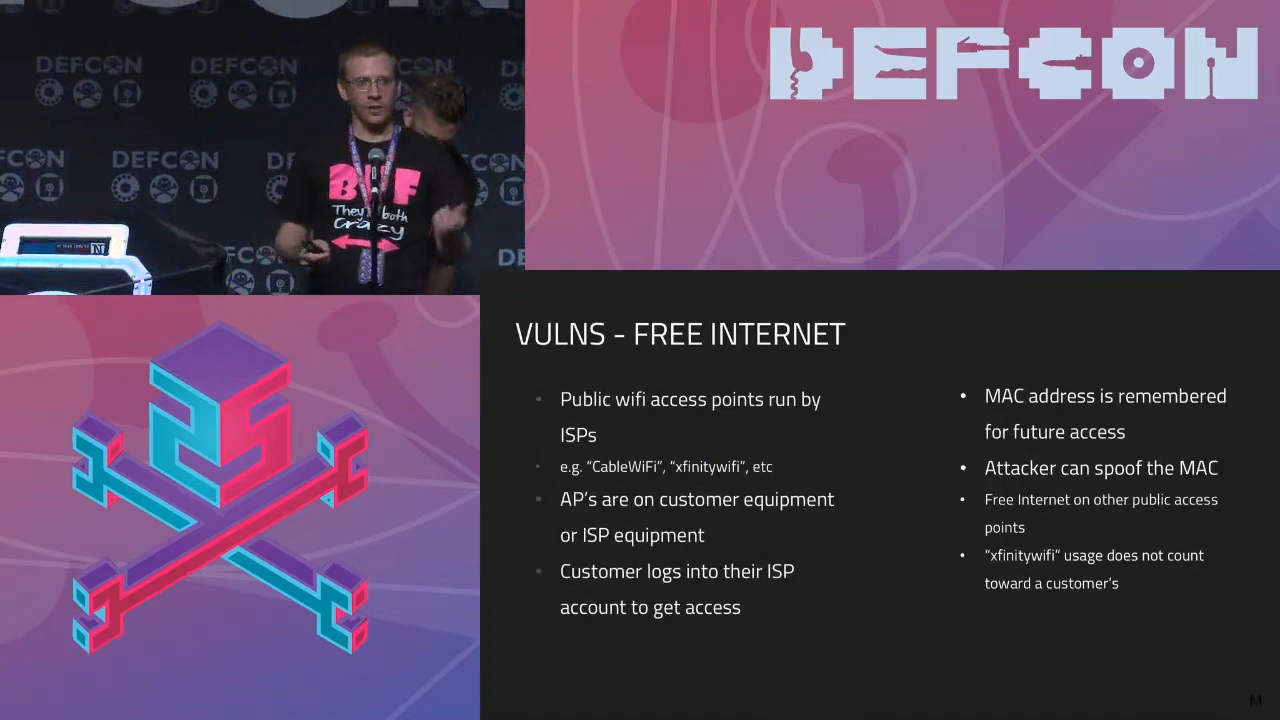 DEFCON
DEFCON
DEFCON
DEFCON
DEFCON
BFF
They
both
Crazy
VULNS - FREE INTERNET
Public wifi access points run by
ISPs
e.g. “CableWiFi”, “xfinitywifi”, etc
AP’s are on customer equipment
or ISP equipment
Customer logs into their ISP
account to get access
MAC address is remembered
for future access
Attacker can spoof the MAC
Free Internet on other public access
points
“xfinitywifi” usage does not count
toward a customer’s
M